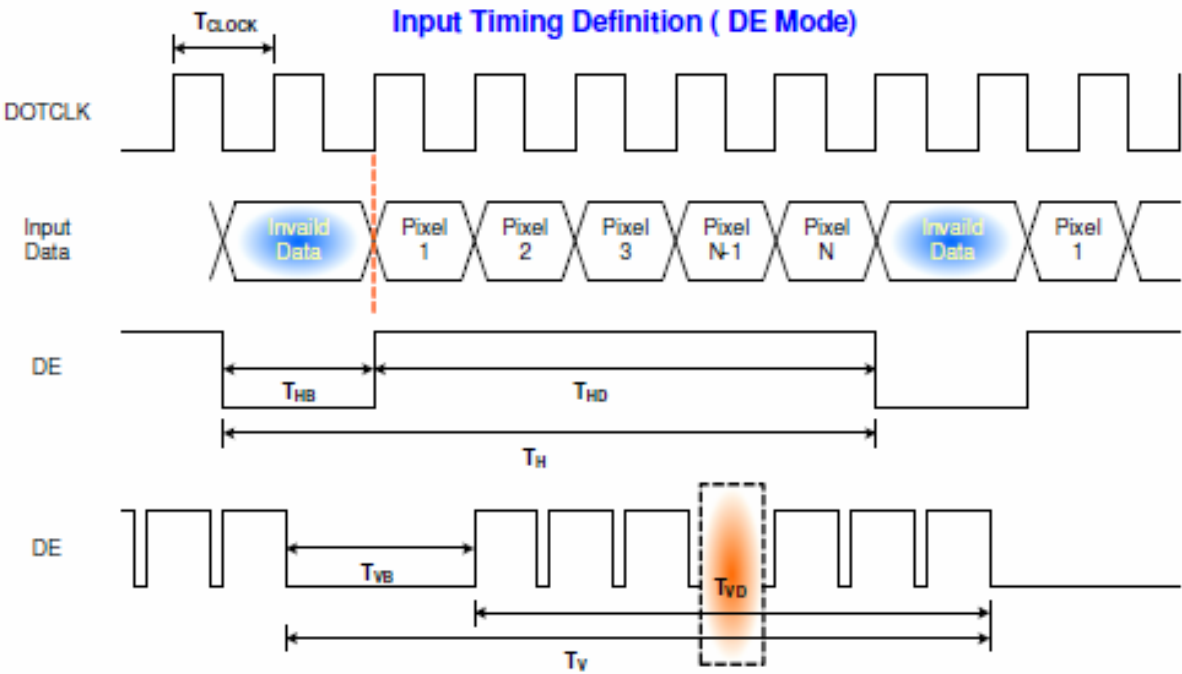 Input Timing Definition ( DE Mode)
TCLOCK
DOTCLK
Input
Data
Invaild
Data
Pixel
1
Pixel
2
Pixel
3
Pixel
N-1
Pixel
N
Invaild
Data
Pixel
1
DE
THB
THD
TH
DE
TVB
TVD
TV